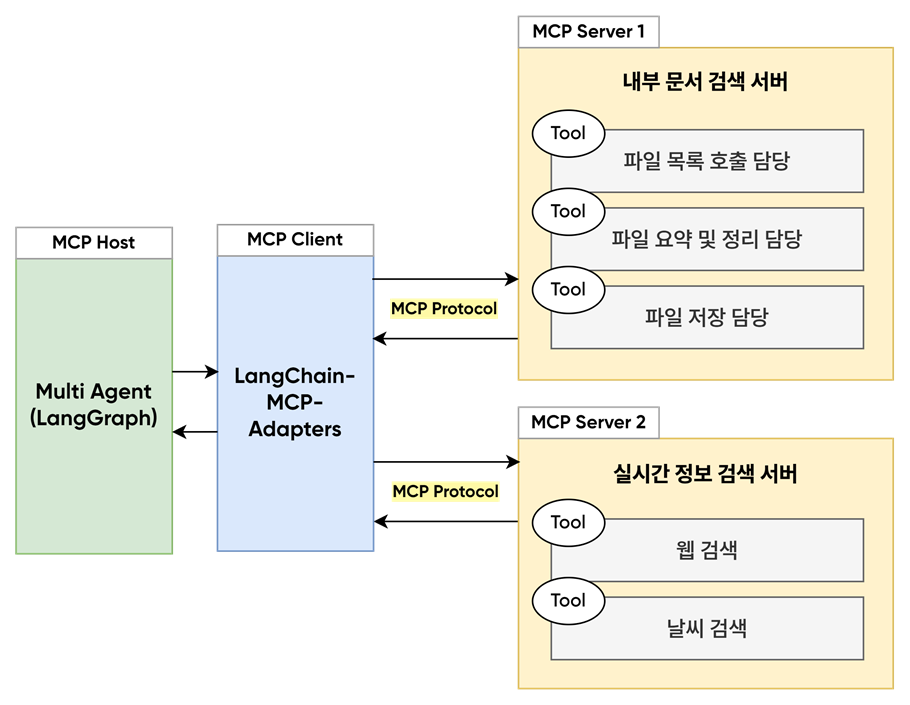 MCP Host
Multi Agent
(LangGraph)
MCP Client
LangChain-
MCP-
Adapters
MCP Protocol
MCP Protocol
MCP Server 1
내부 문서 검색 서버
Tool
파일 목록 호출 담당
Tool
파일 요약 및 정리 담당
Tool
파일 저장 담당
MCP Server 2
실시간 정보 검색 서버
Tool
웹 검색
Tool
날씨 검색